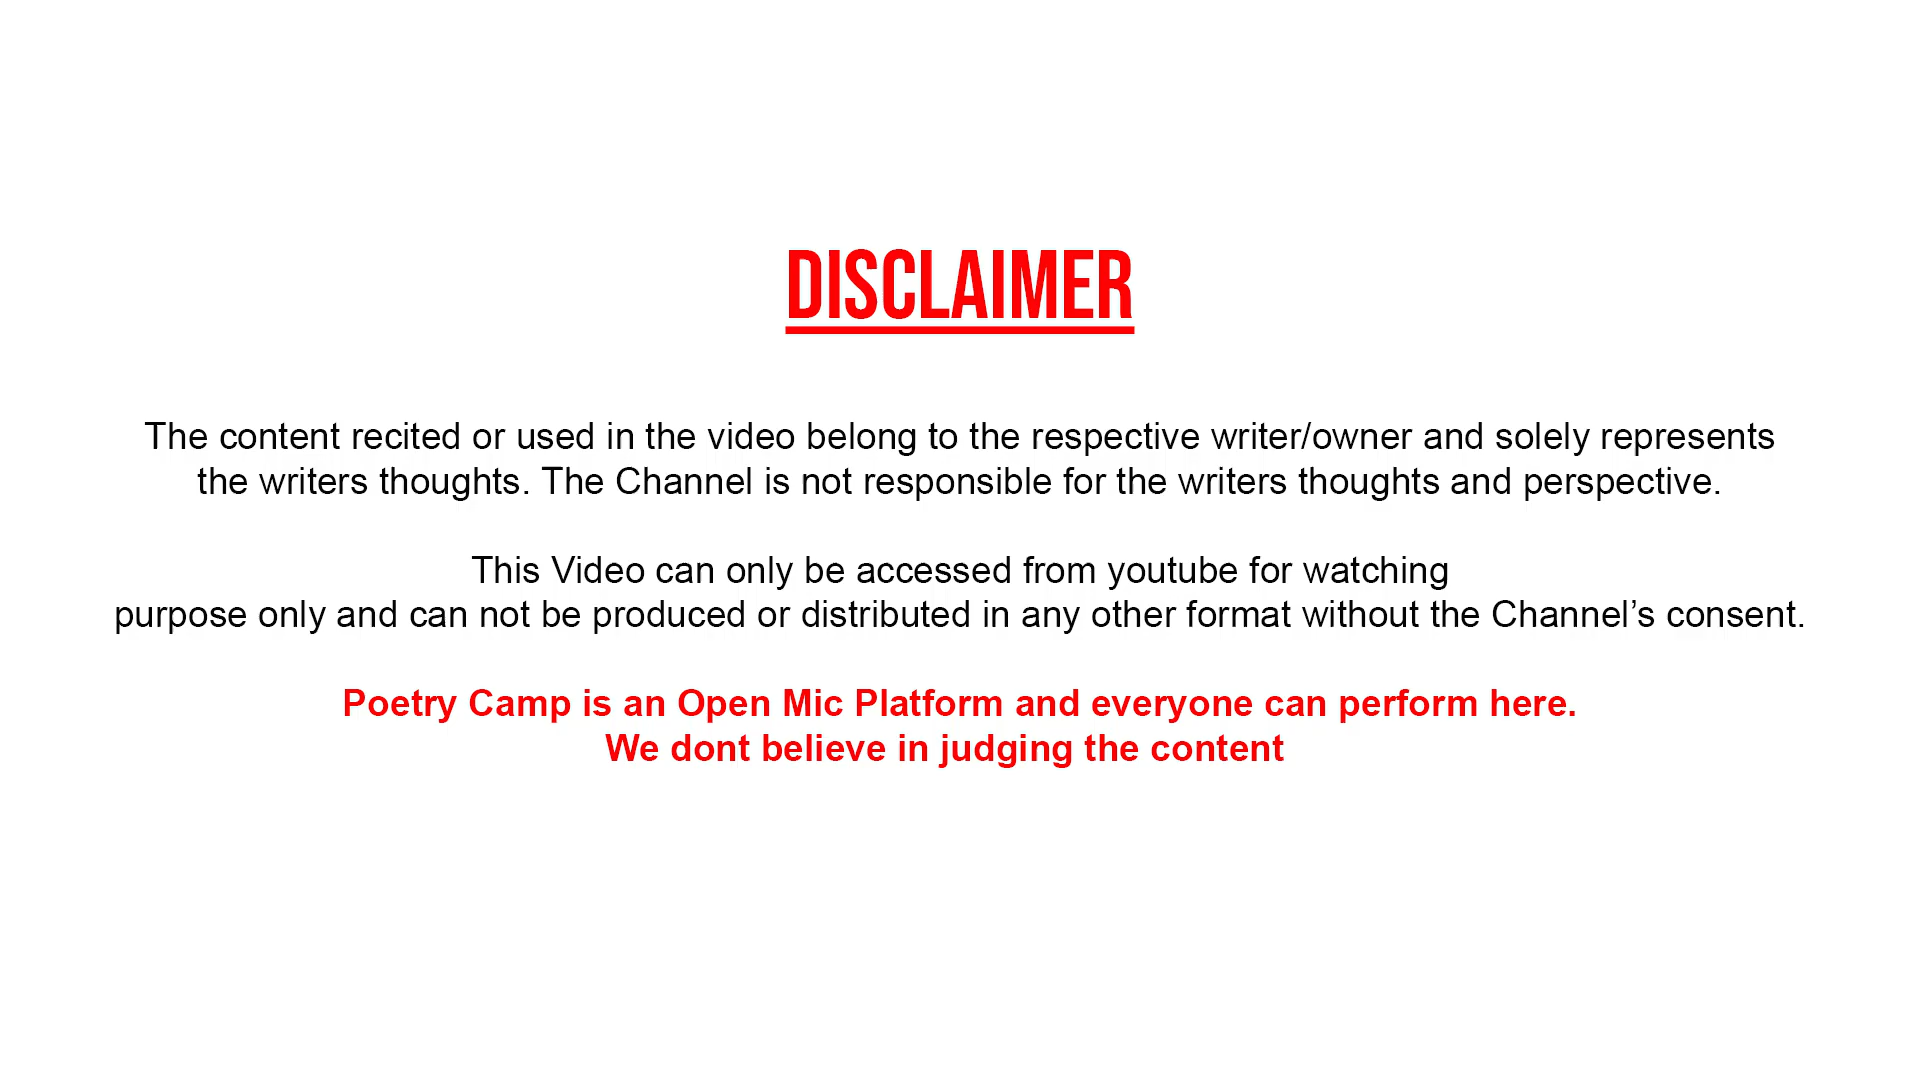 DISCLAIMER
The content recited or used in the video belong to the respective writer/owner and solely represents
the writers thoughts. The Channel is not responsible for the writers thoughts and perspective.
This Video can only be accessed from youtube for watching
purpose only and can not be produced or distributed in any other format without the Channel’s consent.
Poetry Camp is an Open Mic Platform and everyone can perform here.
We dont believe in judging the content